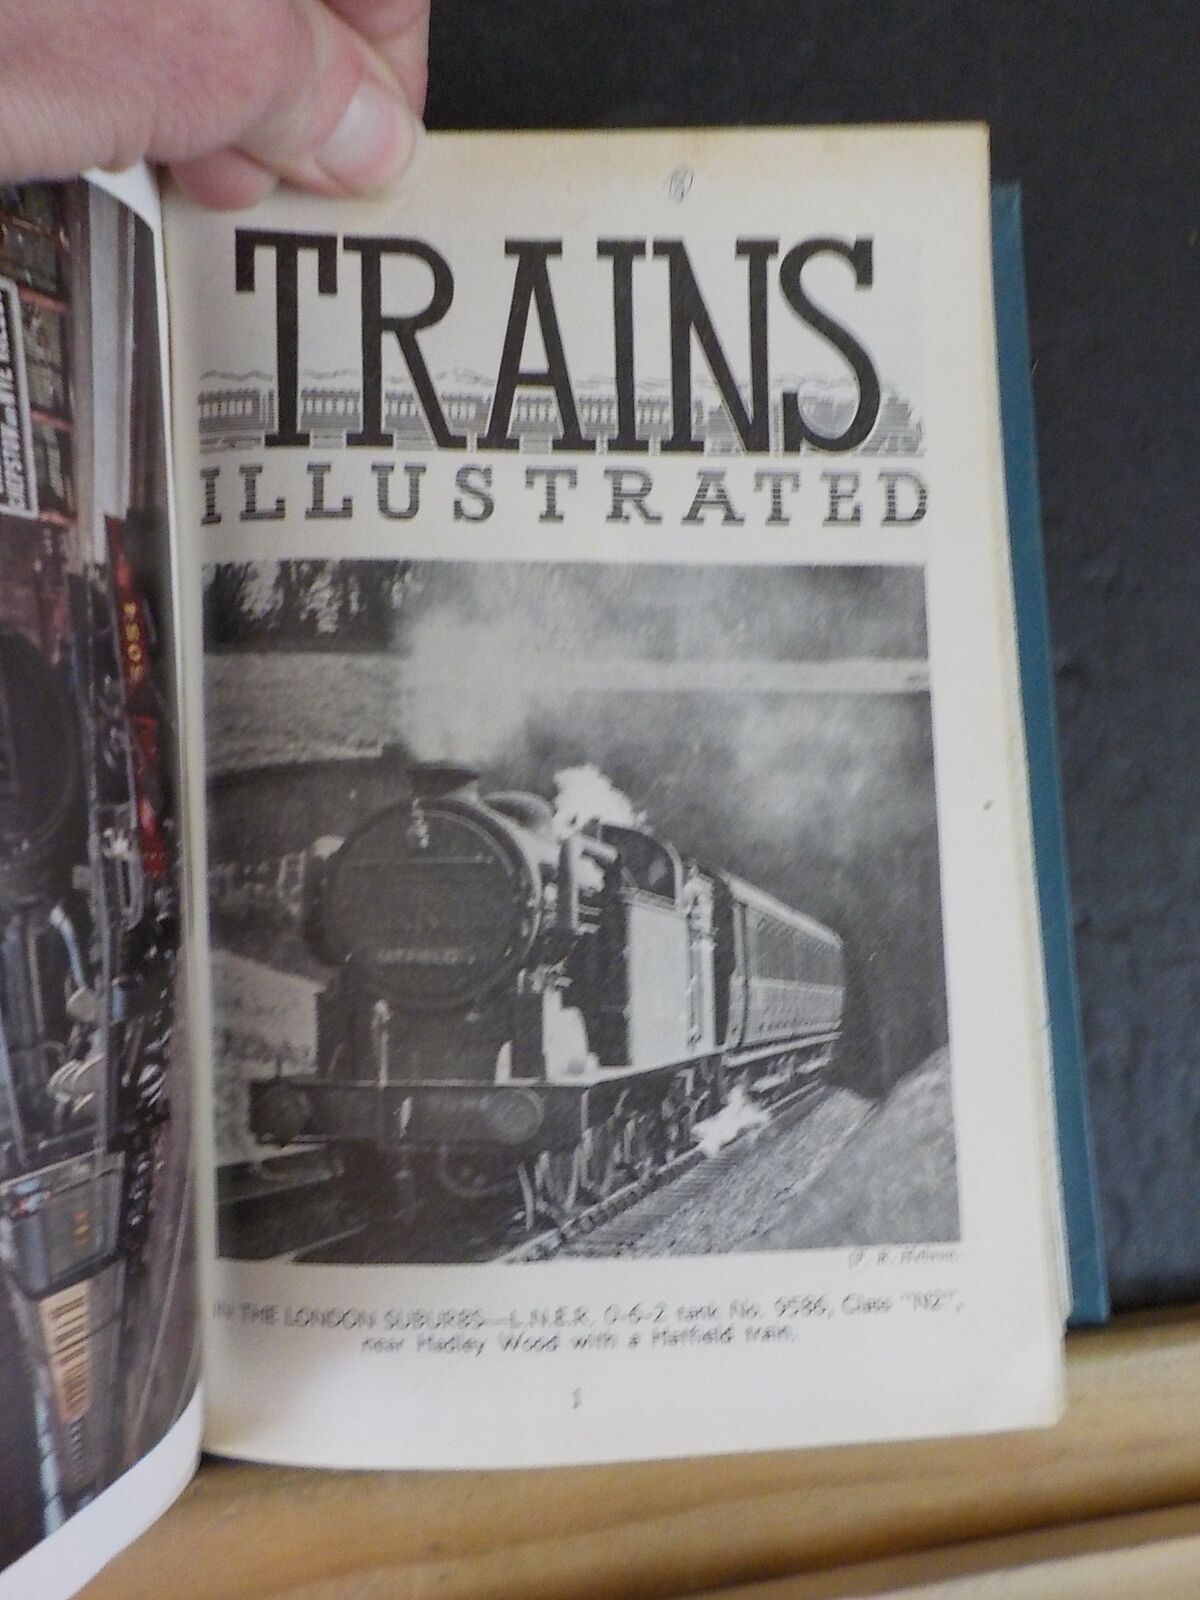 TRAINS
ILLUSTRATED
IN THE LONDON SUBURBS—L.N.E.R. 0-6-2 tank No. 9586, Class "N2",
near Hadley Wood with a Hatfield train.
1